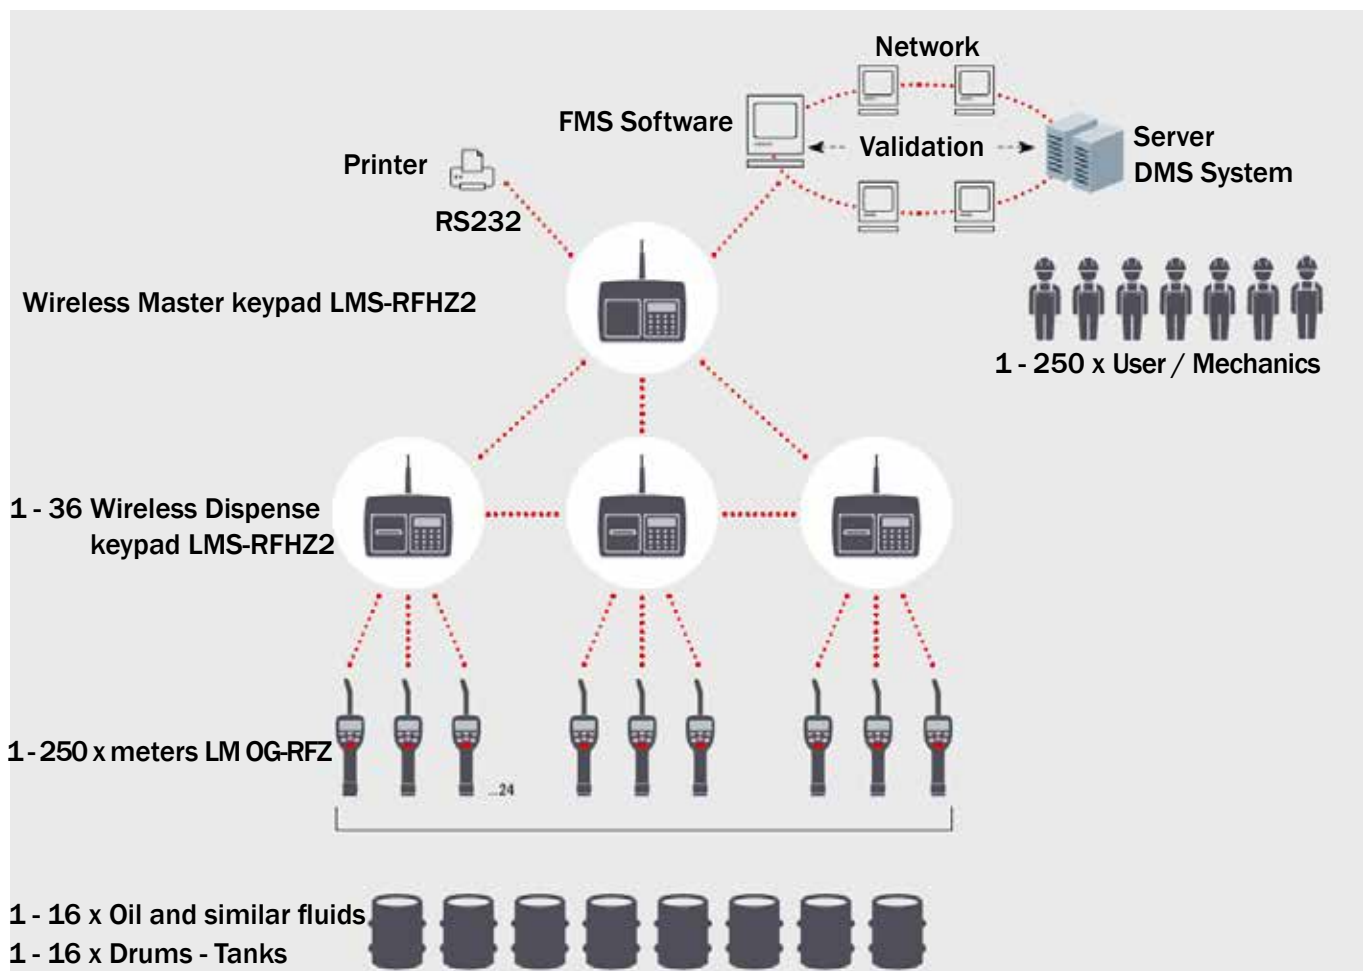 Network
FMS Software
Validation
Server
DMS System
Printer
RS232
Wireless Master keypad LMS-RFHZ2
1 - 250 x User / Mechanics
1 - 36 Wireless Dispense
keypad LMS-RFHZ2
1 - 250 x meters LM OG-RFZ
...24
1 - 16 x Oil and similar fluids
1 - 16 x Drums - Tanks